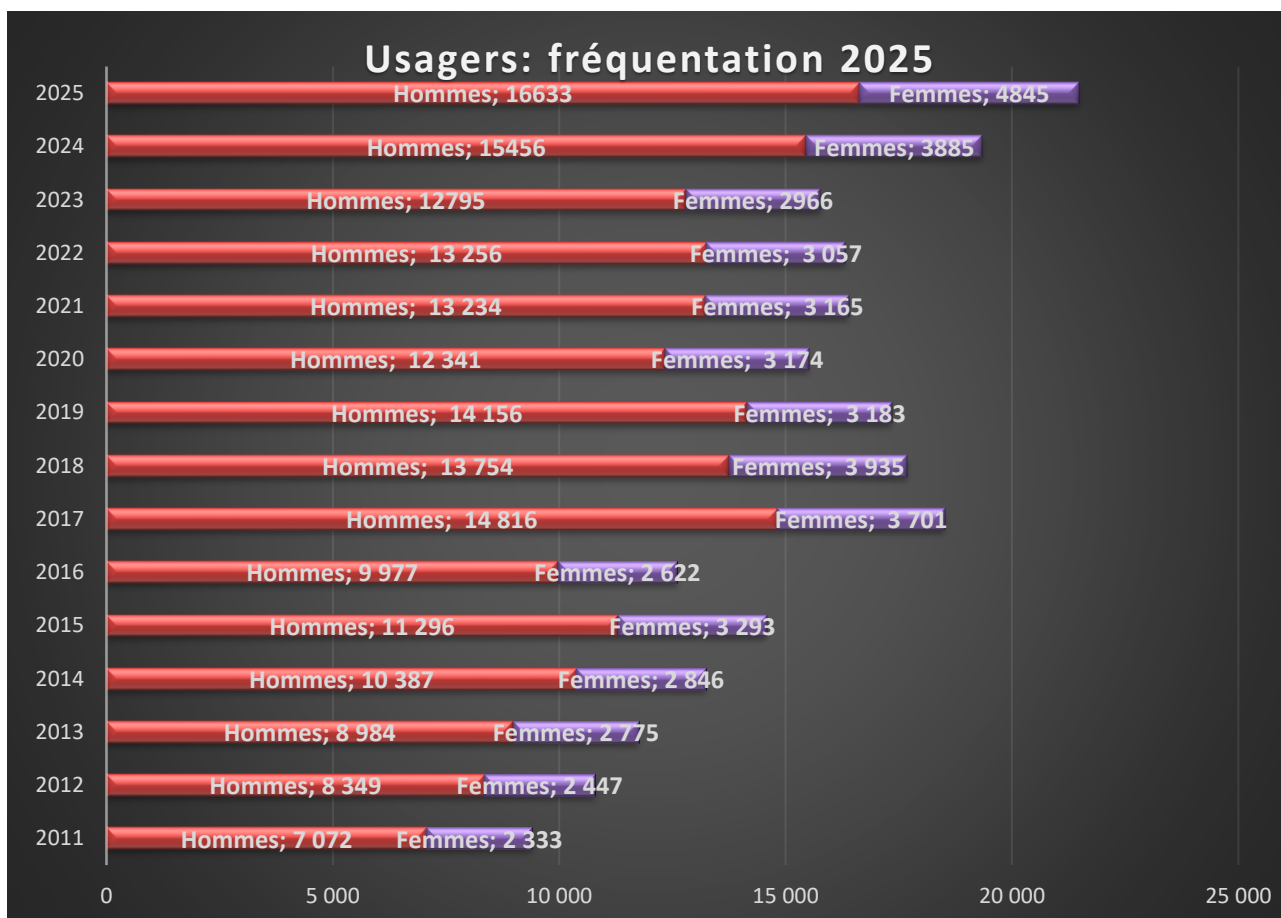 Usagers: fréquentation 2025
2025 Hommes; 16633 Femmes; 4845
2024 Hommes; 15456 Femmes; 3885
2023 Hommes; 12795 Femmes; 2966
2022 Hommes; 13 256 Femmes; 3 057
2021 Hommes; 13 234 Femmes; 3 165
2020 Hommes; 12 341 Femmes; 3 174
2019 Hommes; 14 156 Femmes; 3 183
2018 Hommes; 13 754 Femmes; 3 935
2017 Hommes; 14 816 Femmes; 3 701
2016 Hommes; 9 977 Femmes; 2 622
2015 Hommes; 11 296 Femmes; 3 293
2014 Hommes; 10 387 Femmes; 2 846
2013 Hommes; 8 984 Femmes; 2 775
2012 Hommes; 8 349 Femmes; 2 447
2011 Hommes; 7 072 Femmes; 2 333
0 5 000 10 000 15 000 20 000 25 000